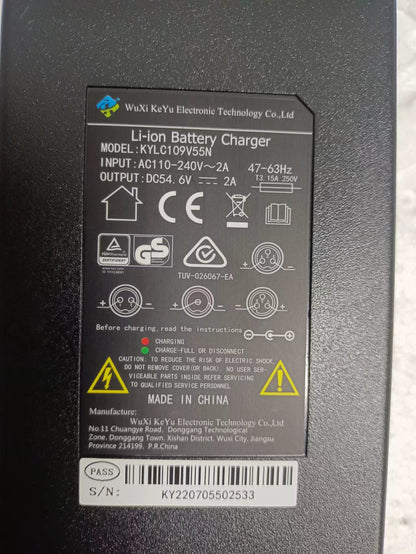 WuXi KeYu Electronic Technology Co.,Ltd
Li-ion Battery Charger
MODEL:KYLC109V55N
INPUT:AC110-240V～2A 47-63Hz
OUTPUT:DC54.6V ⎓ 2A T3.15A 250V
CE
TÜVRheinland
CERTIFIED
GS
TUV-026067-EA
Before charging, read the instructions
CHARGING
CHARGE-FULL OR DISCONNECT
CAUTION: TO REDUCE THE RISK OF ELECTRIC SHOCK,
DO NOT REMOVE COVER(OR BACK). NO USER SER-
VICEABLE PARTS INSIDE REFER SERVICING
TO QUALIFIED SERVICE PERSONNEL
MADE IN CHINA
Manufacture:
WuXi KeYu Electronic Technology Co.,Ltd
No.11 Chuangye Road. Donggang Technological
Zone. Donggang Town. Xishan District. Wuxi City, Jiangsu
Province 214199. P.R.China
PASS
S/N: KY220705502533